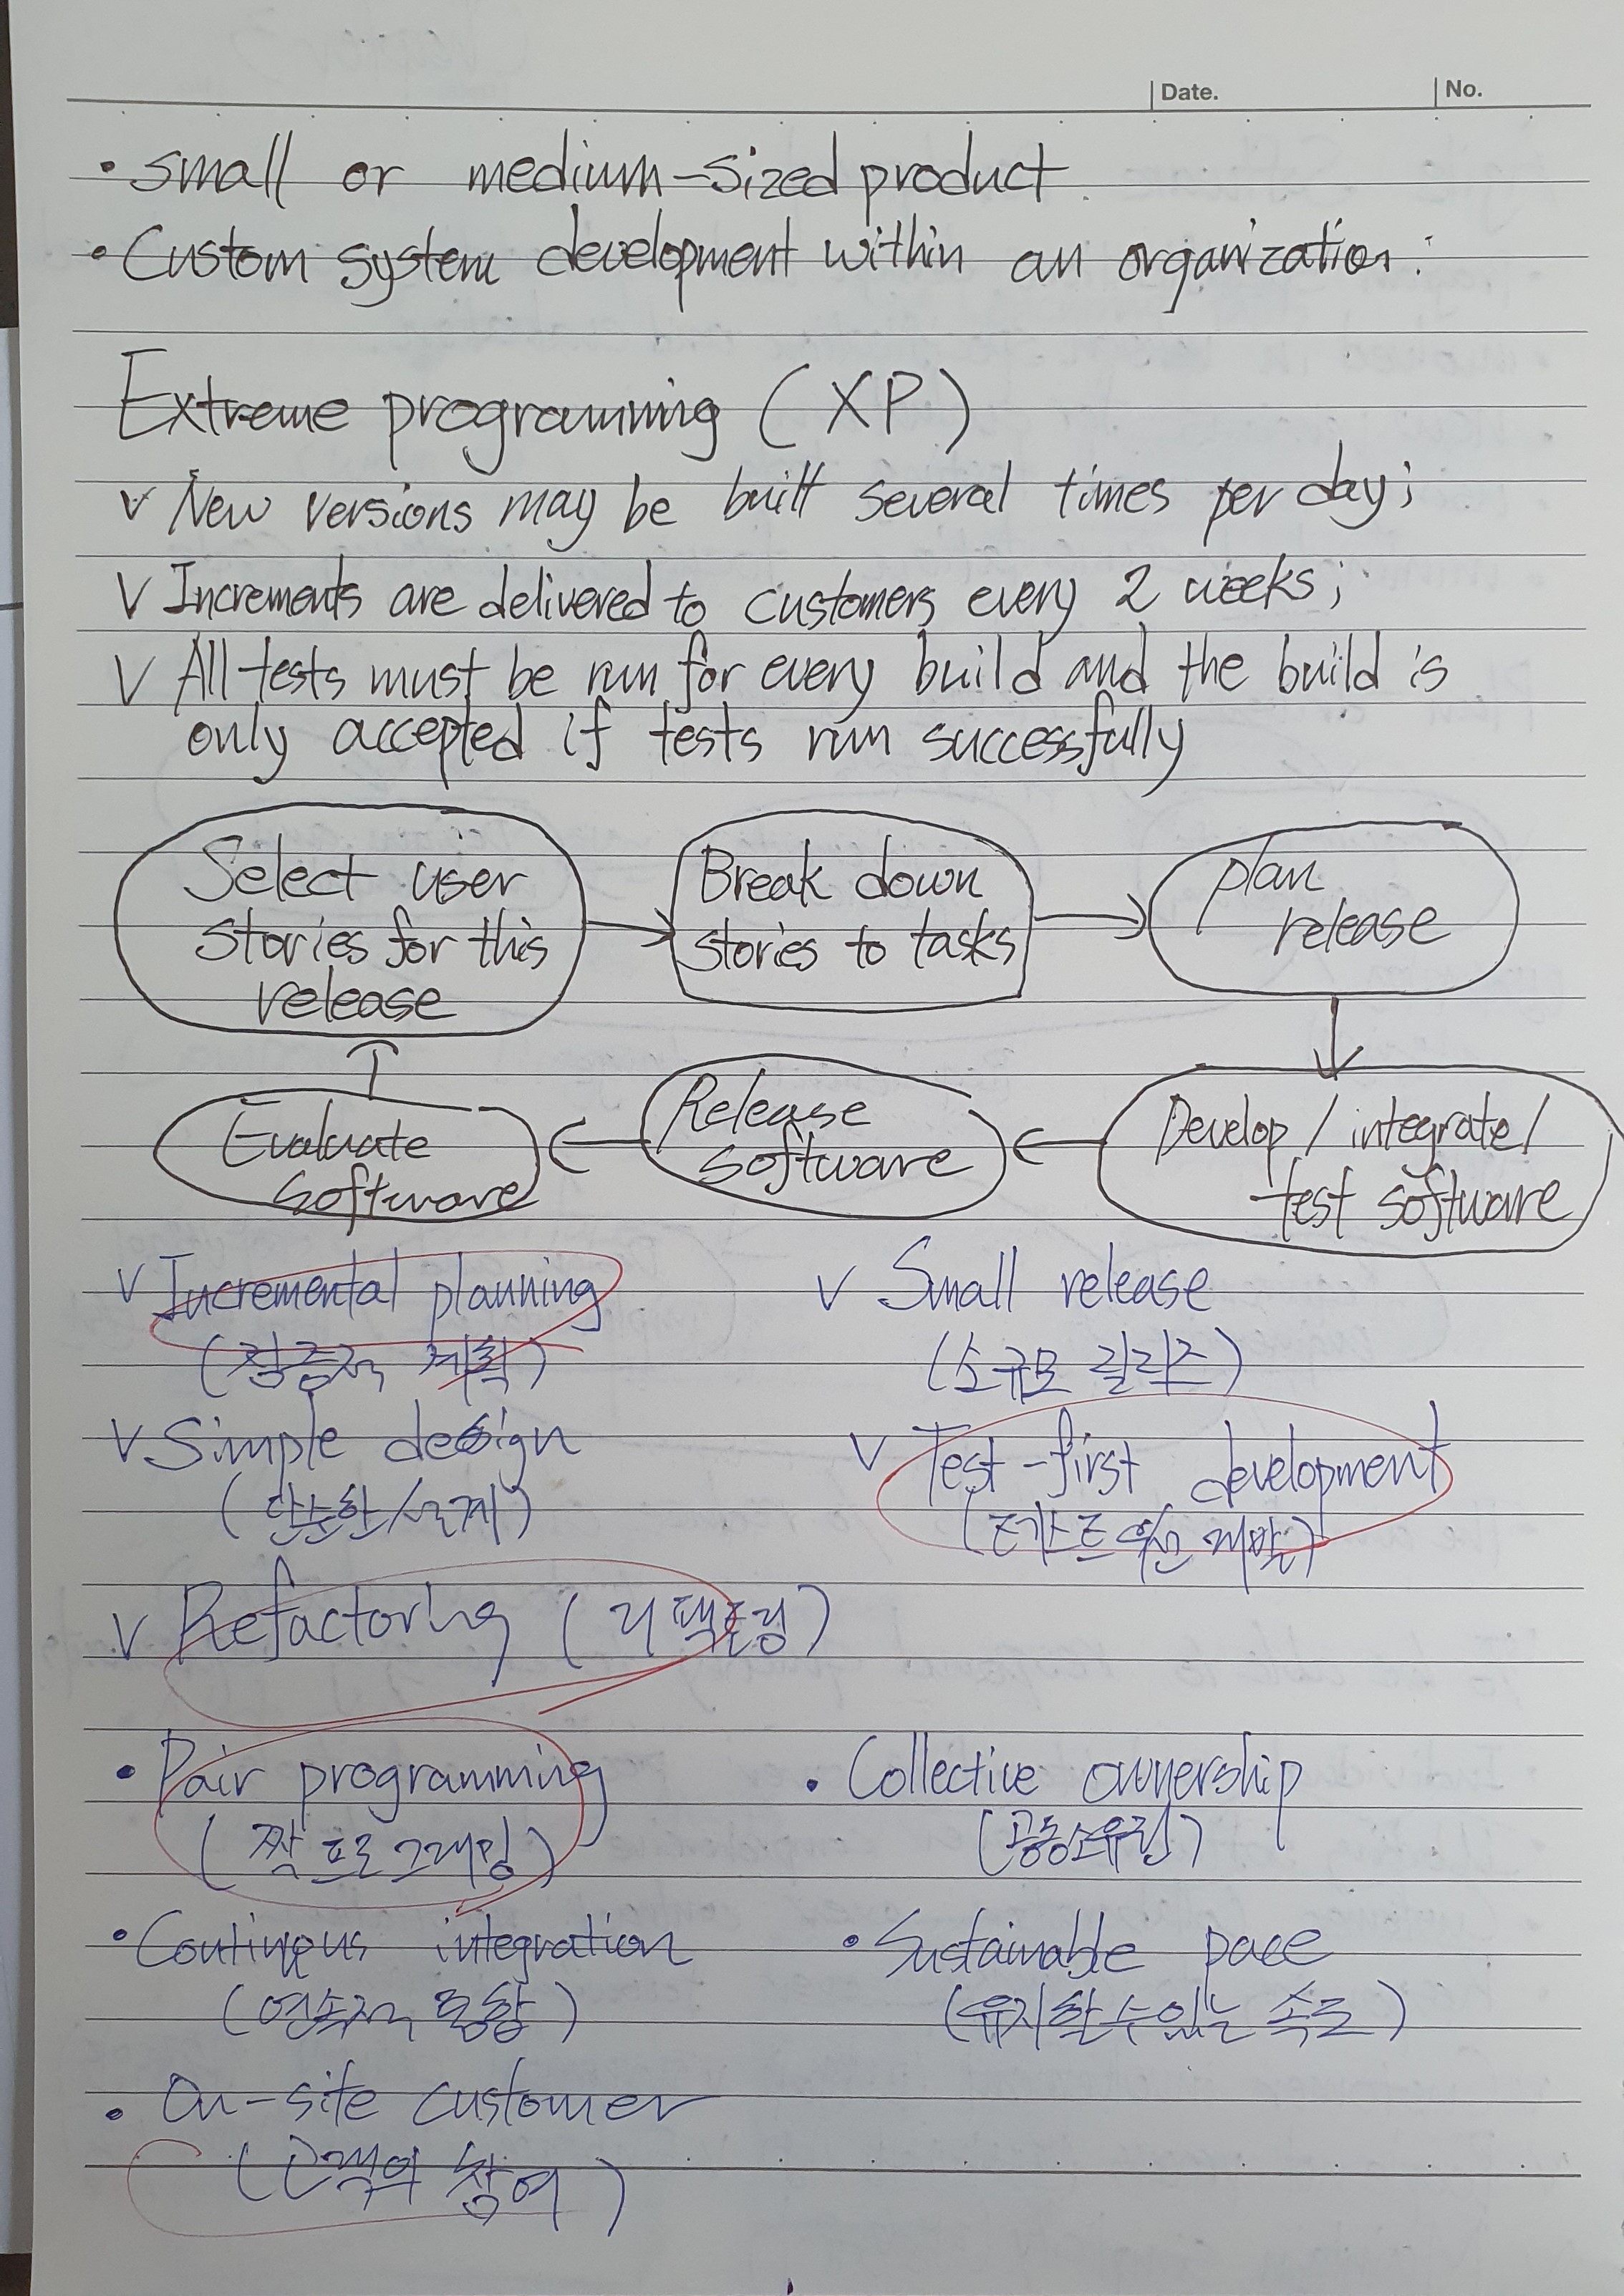 Date.
No.
• small or medium-sized product.
• Custom system development within an organization.
Extreme programming (XP)
v New versions may be built several times per day;
V Increments are delivered to customers every 2 weeks;
V All tests must be run for every build and the build is
only accepted if tests run successfully
Select user
stories for this
release
Break down
stories to tasks
plan
release
Evaluate
software
Release
software
Develop / integrate /
test software
V Incremental planning
(점증적 계획)
V Small release
(소규모 릴리즈)
V Simple design
(단순한 설계)
V Test-first development
(테스트 우선 개발)
V Refactoring (리팩토링)
• Pair programming
(짝 프로그래밍)
• Collective ownership
(공동소유권)
• Continuous integration
(연속적 통합)
• Sustainable pace
(유지할 수 있는 속도)
• On-site customer
(고객의 참여)